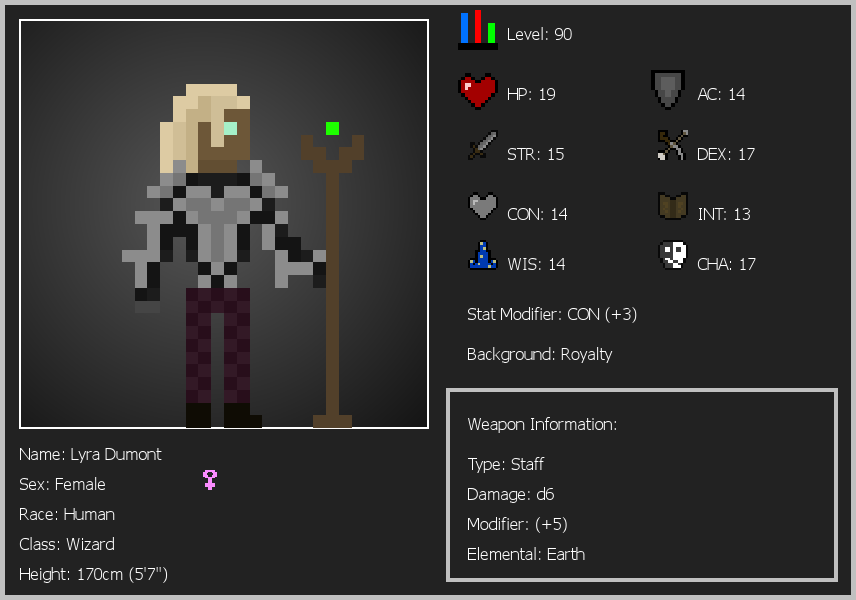 Level: 90
HP: 19
AC: 14
STR: 15
DEX: 17
CON: 14
INT: 13
WIS: 14
CHA: 17
Stat Modifier: CON (+3)
Background: Royalty
Weapon Information:
Type: Staff
Damage: d6
Modifier: (+5)
Elemental: Earth
Name: Lyra Dumont
Sex: Female
Race: Human
Class: Wizard
Height: 170cm (5'7")